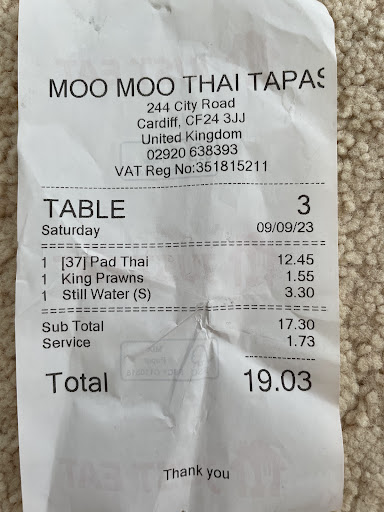 MOO MOO THAI TAPAS
244 City Road
Cardiff, CF24 3JJ
United Kingdom
02920 638393
VAT Reg No:351815211
TABLE 3
Saturday 09/09/23
1 [37] Pad Thai 12.45
1 King Prawns 1.55
1 Still Water (S) 3.30
Sub Total 17.30
Service 1.73
Total 19.03
Thank you